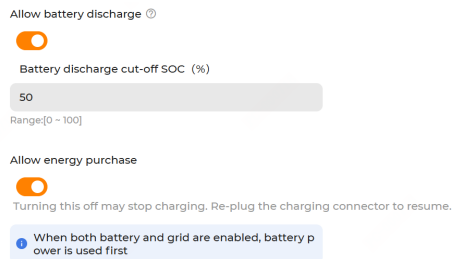 Allow battery discharge ?
Battery discharge cut-off SOC（%）
50
Range:[0 ~ 100]
Allow energy purchase
Turning this off may stop charging. Re-plug the charging connector to resume.
When both battery and grid are enabled, battery p
ower is used first